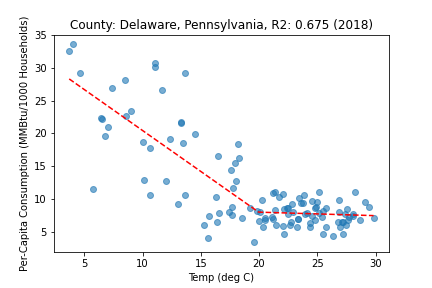 County: Delaware, Pennsylvania, R2: 0.675 (2018)
Per-Capita Consumption (MMBtu/1000 Households)
35
30
25
20
15
10
5
5 10 15 20 25 30
Temp (deg C)